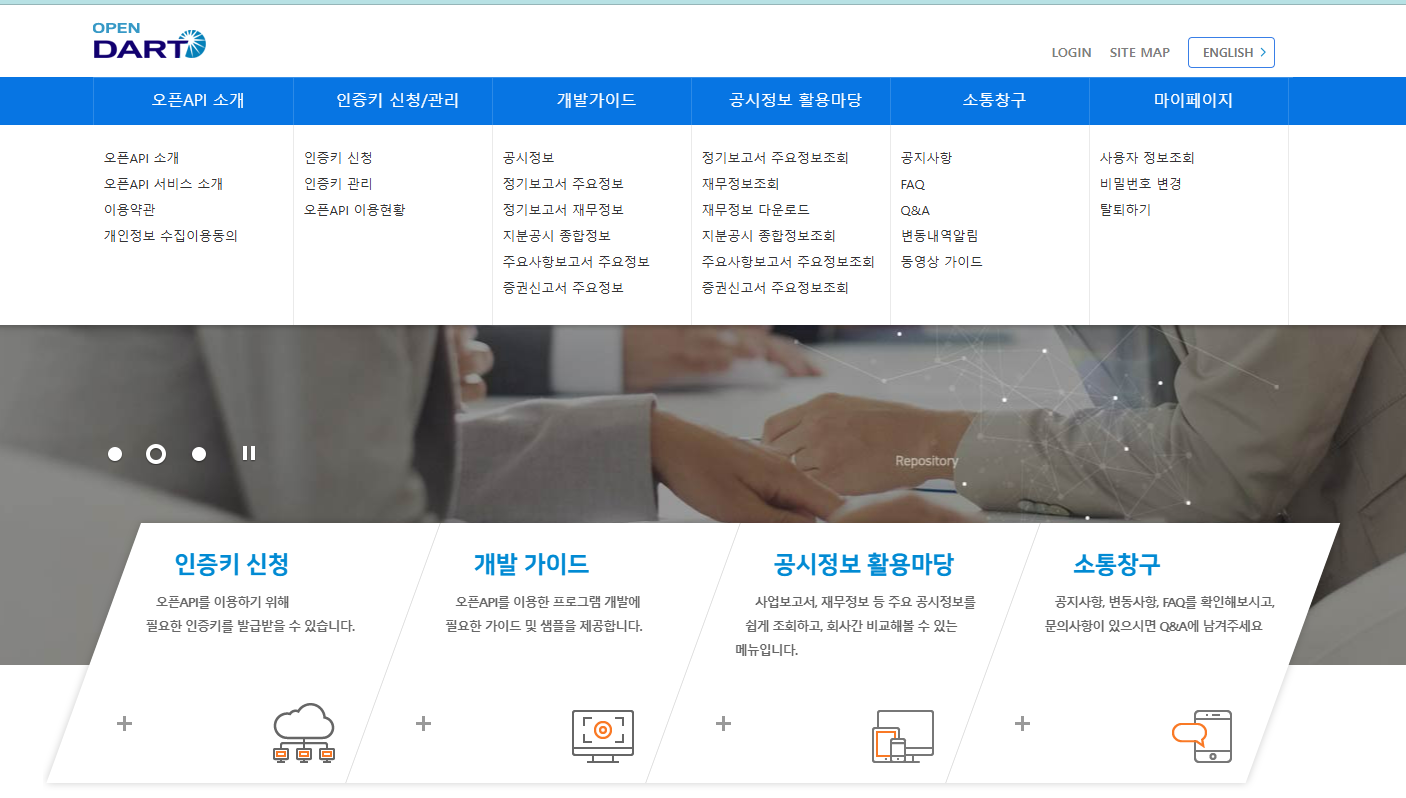 OPEN
DART
LOGIN SITE MAP ENGLISH
오픈API 소개 인증키 신청/관리 개발가이드 공시정보 활용마당 소통창구 마이페이지
오픈API 소개
오픈API 서비스 소개
이용약관
개인정보 수집이용동의
인증키 신청
인증키 관리
오픈API 이용현황
공시정보
정기보고서 주요정보
정기보고서 재무정보
지분공시 종합정보
주요사항보고서 주요정보
증권신고서 주요정보
정기보고서 주요정보조회
재무정보조회
재무정보 다운로드
지분공시 종합정보조회
주요사항보고서 주요정보조회
증권신고서 주요정보조회
공지사항
FAQ
Q&A
변동내역알림
동영상 가이드
사용자 정보조회
비밀번호 변경
탈퇴하기
Repository
인증키 신청
오픈API를 이용하기 위해
필요한 인증키를 발급받을 수 있습니다.
개발 가이드
오픈API를 이용한 프로그램 개발에
필요한 가이드 및 샘플을 제공합니다.
공시정보 활용마당
사업보고서, 재무정보 등 주요 공시정보를
쉽게 조회하고, 회사간 비교해볼 수 있는
메뉴입니다.
소통창구
공지사항, 변동사항, FAQ를 확인해보시고,
문의사항이 있으시면 Q&A에 남겨주세요